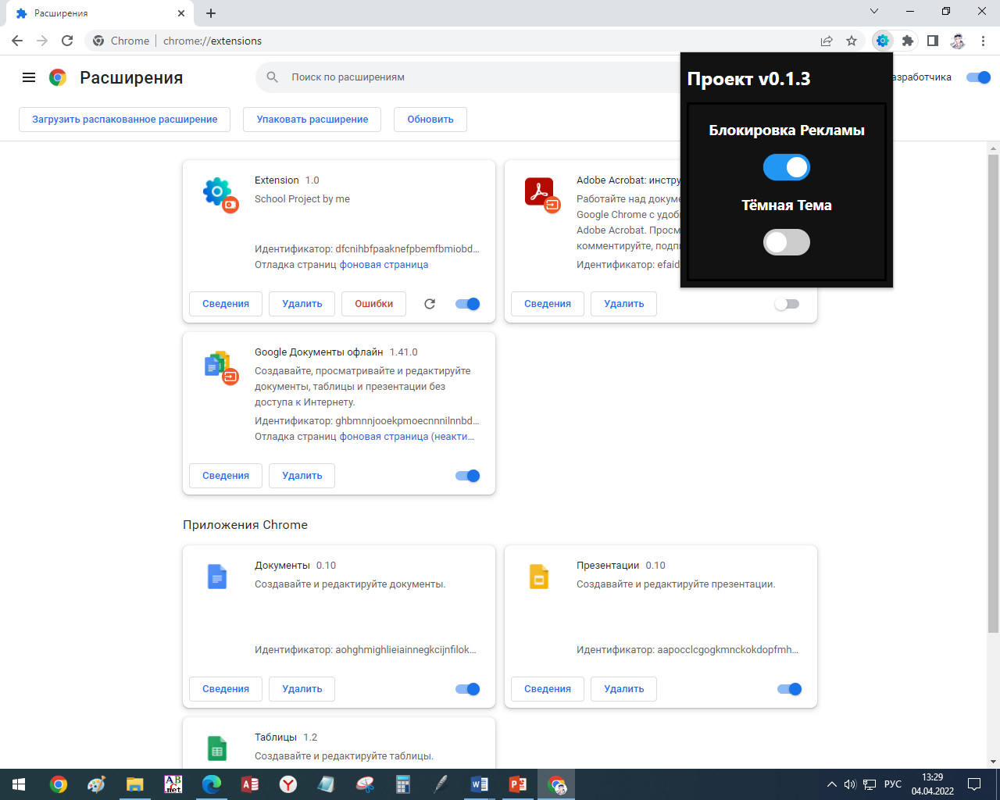 Расширения
Chrome
chrome://extensions
Расширения
Поиск по расширениям
Проект v0.1.3
азработчика
Загрузить распакованное расширение
Упаковать расширение
Обновить
Блокировка Рекламы
Тёмная Тема
Extension 1.0
School Project by me
Идентификатор: dfcnihbfpaaknefpbemfbmiobd...
Отладка страниц фоновая страница
Сведения
Удалить
Ошибки
Adobe Acrobat: инстру
Работайте над докуме
Google Chrome с удоб
Adobe Acrobat. Просм
комментируйте, подпи
Идентификатор: efaid
Сведения
Удалить
Google Документы офлайн 1.41.0
Создавайте, просматривайте и редактируйте
документы, таблицы и презентации без
доступа к Интернету.
Идентификатор: ghbmnnjooekpmoecnnnilnnbd...
Отладка страниц фоновая страница (неакти...
Сведения
Удалить
Приложения Chrome
Документы 0.10
Создавайте и редактируйте документы.
Идентификатор: aohghmighlieiainnegkcijnfilok...
Сведения
Удалить
Презентации 0.10
Создавайте и редактируйте презентации.
Идентификатор: aapocclcgogkmnckokdopfmh...
Сведения
Удалить
Таблицы 1.2
Создавайте и редактируйте таблицы.
ABC
.net
РУС
13:29
04.04.2022